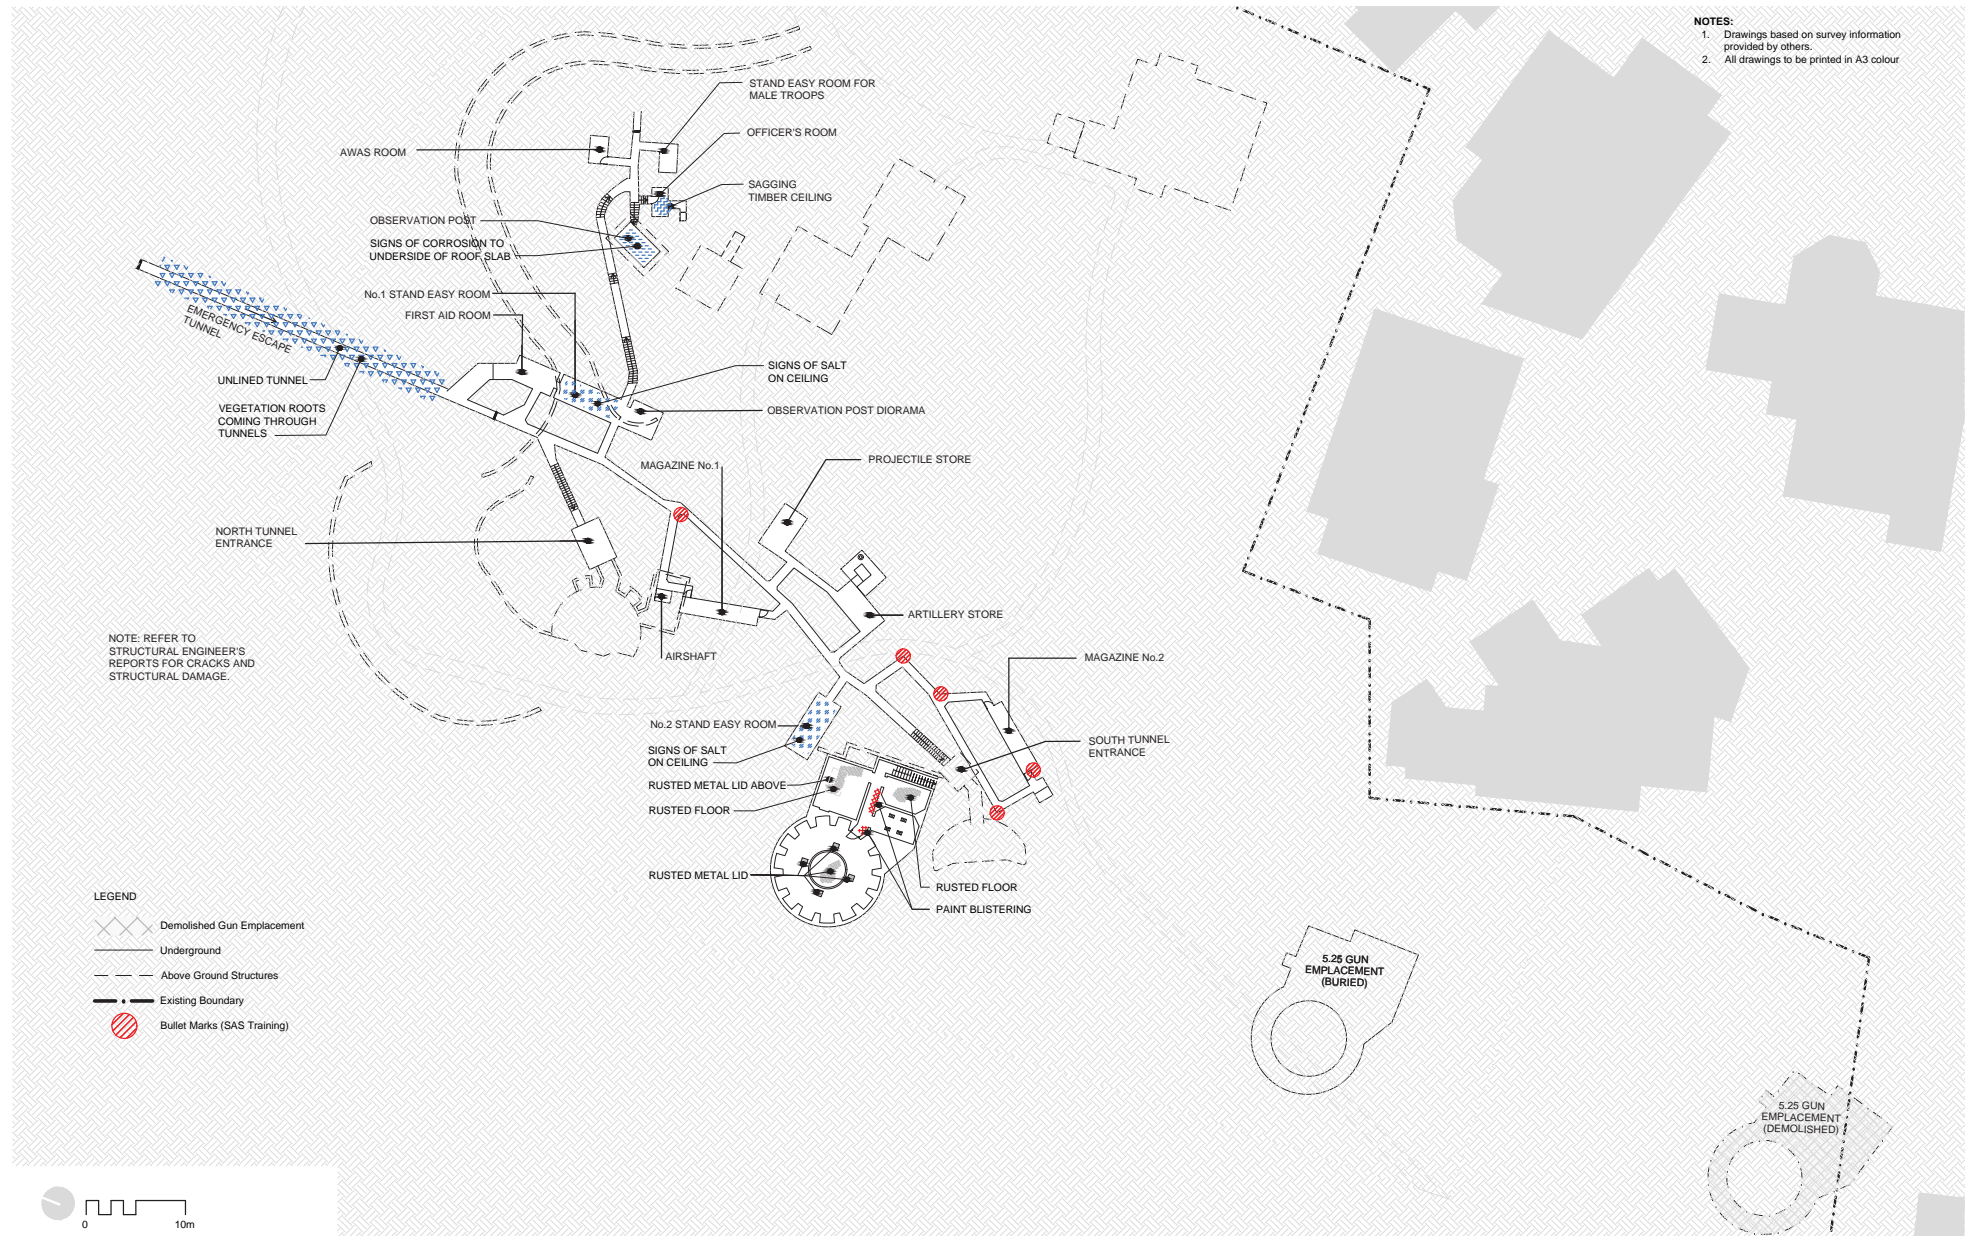 NOTES:
1. Drawings based on survey information
provided by others.
2. All drawings to be printed in A3 colour
STAND EASY ROOM FOR
MALE TROOPS
OFFICER'S ROOM
AWAS ROOM
SAGGING
TIMBER CEILING
OBSERVATION POST
SIGNS OF CORROSION TO
UNDERSIDE OF ROOF SLAB
No.1 STAND EASY ROOM
FIRST AID ROOM
EMERGENCY ESCAPE
TUNNEL
UNLINED TUNNEL
VEGETATION ROOTS
COMING THROUGH
TUNNELS
SIGNS OF SALT
ON CEILING
OBSERVATION POST DIORAMA
MAGAZINE No.1
PROJECTILE STORE
NORTH TUNNEL
ENTRANCE
ARTILLERY STORE
AIRSHAFT
NOTE: REFER TO
STRUCTURAL ENGINEER'S
REPORTS FOR CRACKS AND
STRUCTURAL DAMAGE.
MAGAZINE No.2
No.2 STAND EASY ROOM
SIGNS OF SALT
ON CEILING
SOUTH TUNNEL
ENTRANCE
RUSTED METAL LID ABOVE
RUSTED FLOOR
RUSTED METAL LID
RUSTED FLOOR
PAINT BLISTERING
LEGEND
Demolished Gun Emplacement
Underground
Above Ground Structures
Existing Boundary
Bullet Marks (SAS Training)
5.25 GUN
EMPLACEMENT
(BURIED)
5.25 GUN
EMPLACEMENT
(DEMOLISHED)
0 10m